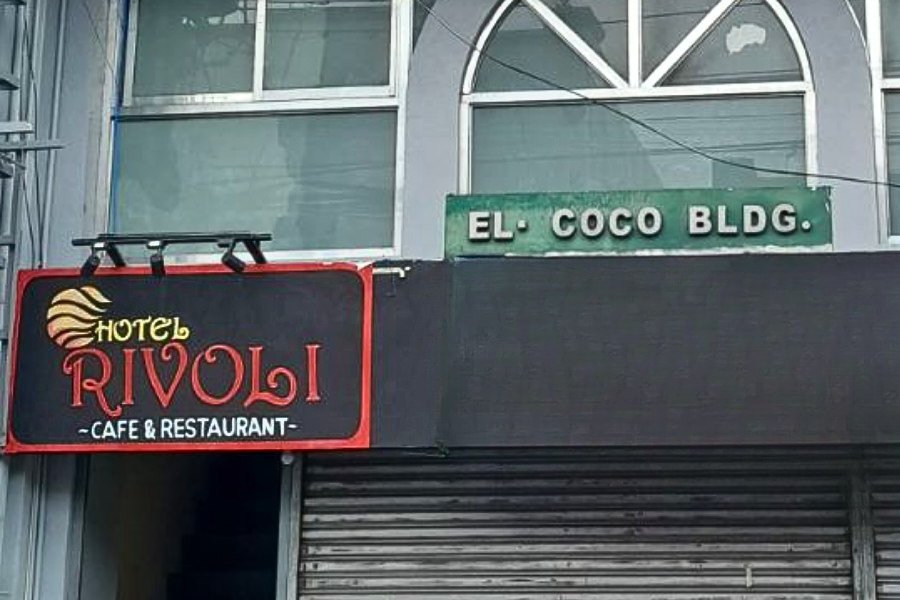 EL· COCO BLDG.
HOTEL
RIVOLI
~CAFE & RESTAURANT~